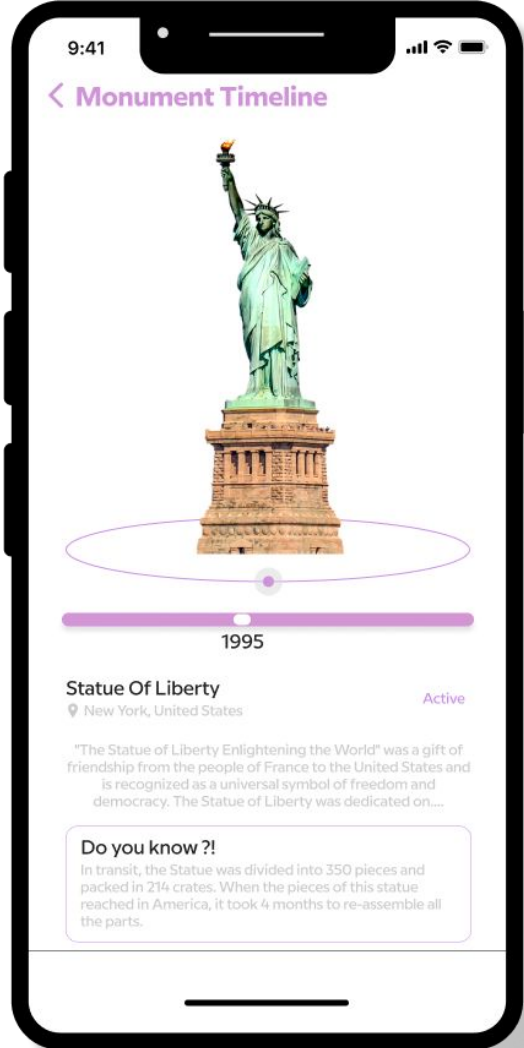 9:41
Monument Timeline
1995
Statue Of Liberty
Active
New York, United States
"The Statue of Liberty Enlightening the World" was a gift of
friendship from the people of France to the United States and
is recognized as a universal symbol of freedom and
democracy. The Statue of Liberty was dedicated on....
Do you know ?!
In transit, the Statue was divided into 350 pieces and
packed in 214 crates. When the pieces of this statue
reached in America, it took 4 months to re-assemble all
the parts.